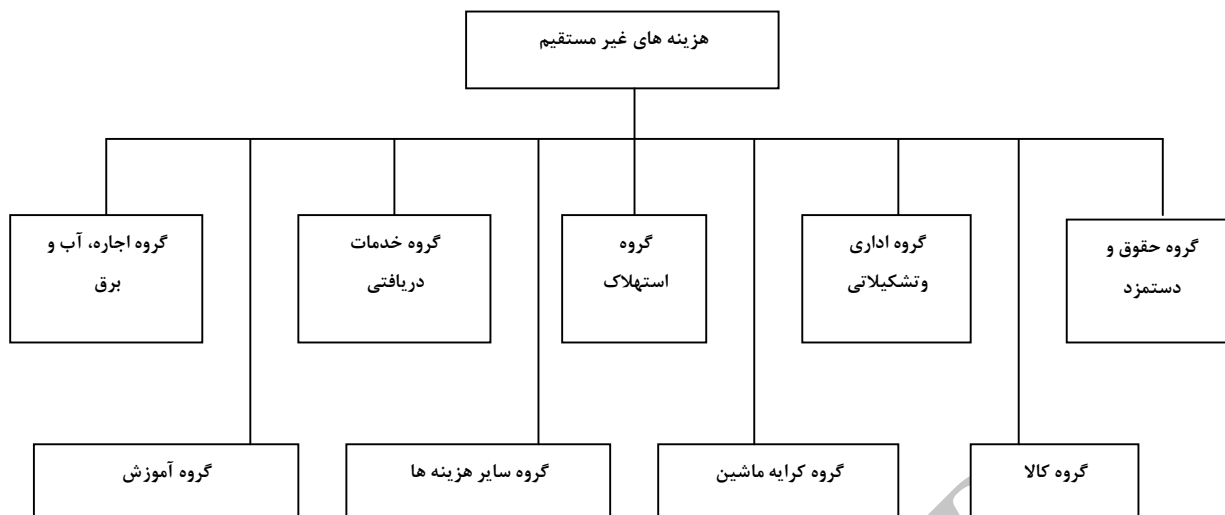 هزینه های غیر مستقیم
گروه حقوق و
دستمزد
گروه اداری
وتشکیلاتی
گروه
استهلاک
گروه خدمات
دریافتی
گروه اجاره، آب و
برق
گروه کالا
گروه کرایه ماشین
گروه سایر هزینه ها
گروه آموزش